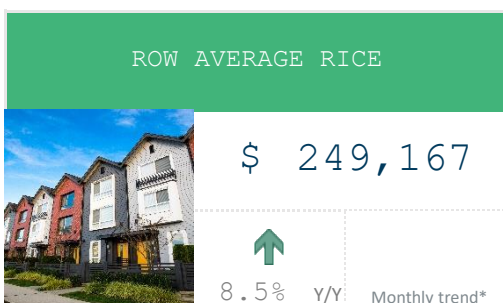 ROW AVERAGE RICE
$ 249,167
8.5% Y/Y
Monthly trend*